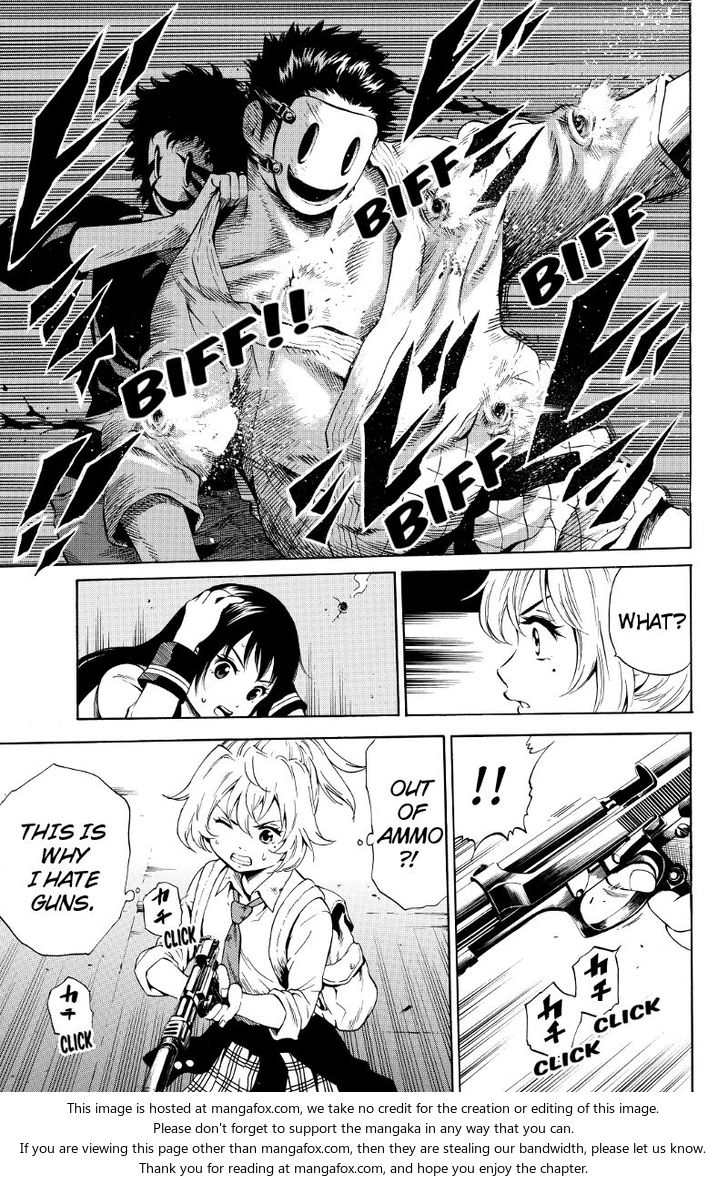 BIFF
BIFF
BIFF!!
BIFF
ビ
ビ
ビ
ビ
WHAT?
!!
カチ
カチ
CLICK
CLICK
OUT
OF
AMMO
?!
THIS IS
WHY
I HATE
GUNS.
カチ
CLICK
カチ
CLICK
This image is hosted at mangafox.com, we take no credit for the creation or editing of this image.
Please don't forget to support the mangaka in any way that you can.
If you are viewing this page other than mangafox.com, then they are stealing our bandwidth, please let us know.
Thank you for reading at mangafox.com, and hope you enjoy the chapter.